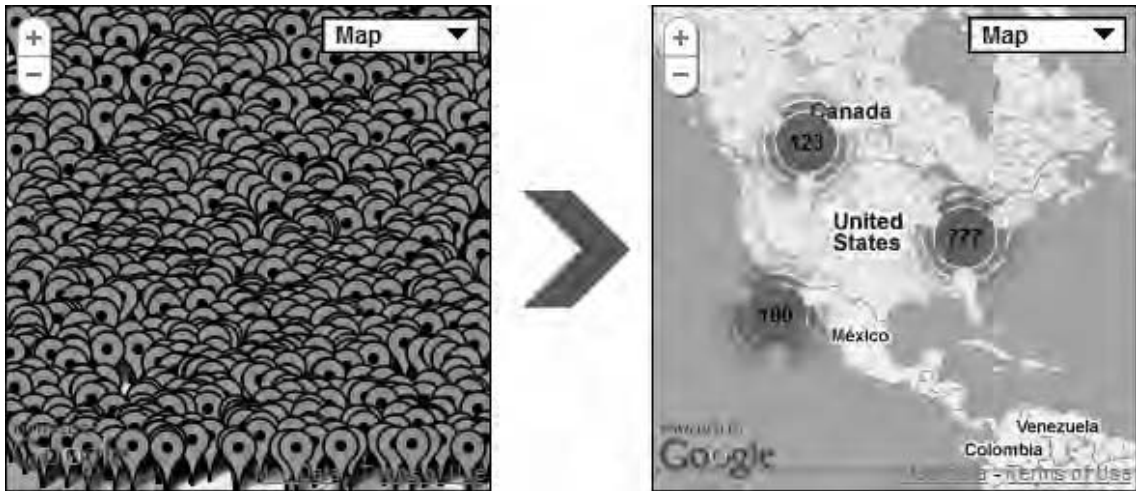 +
Map
−
+
Map
−
Canada
123
United
States
777
100
México
Google
Venezuela
Colombia
- Terms of Use